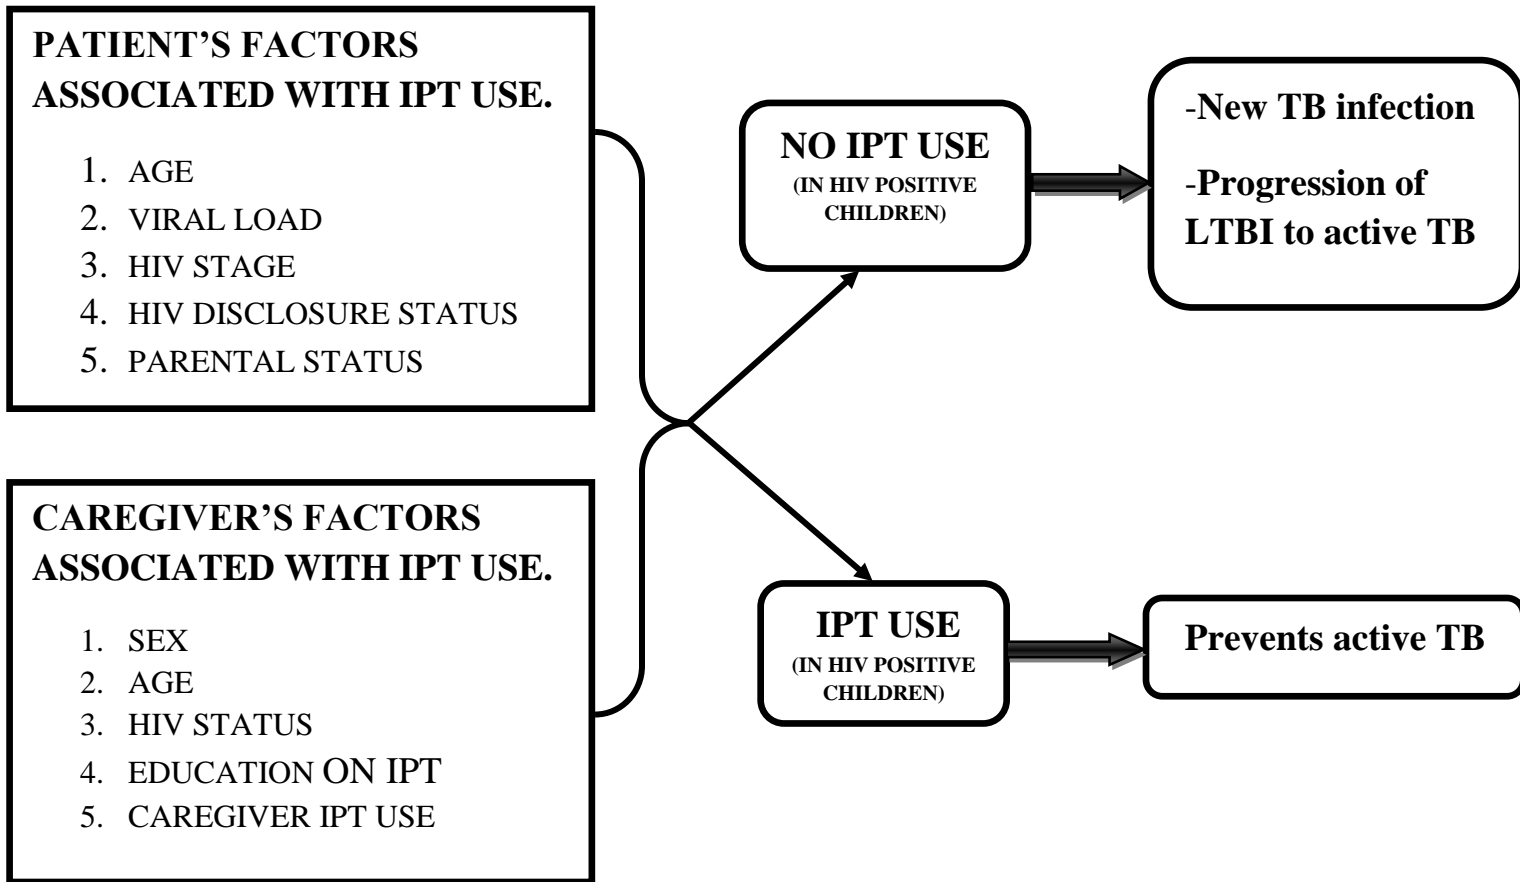 PATIENT'S FACTORS
ASSOCIATED WITH IPT USE.
1. AGE
2. VIRAL LOAD
3. HIV STAGE
4. HIV DISCLOSURE STATUS
5. PARENTAL STATUS
CAREGIVER'S FACTORS
ASSOCIATED WITH IPT USE.
1. SEX
2. AGE
3. HIV STATUS
4. EDUCATION ON IPT
5. CAREGIVER IPT USE
NO IPT USE
(IN HIV POSITIVE
CHILDREN)
-New TB infection
-Progression of
LTBI to active TB
IPT USE
(IN HIV POSITIVE
CHILDREN)
Prevents active TB